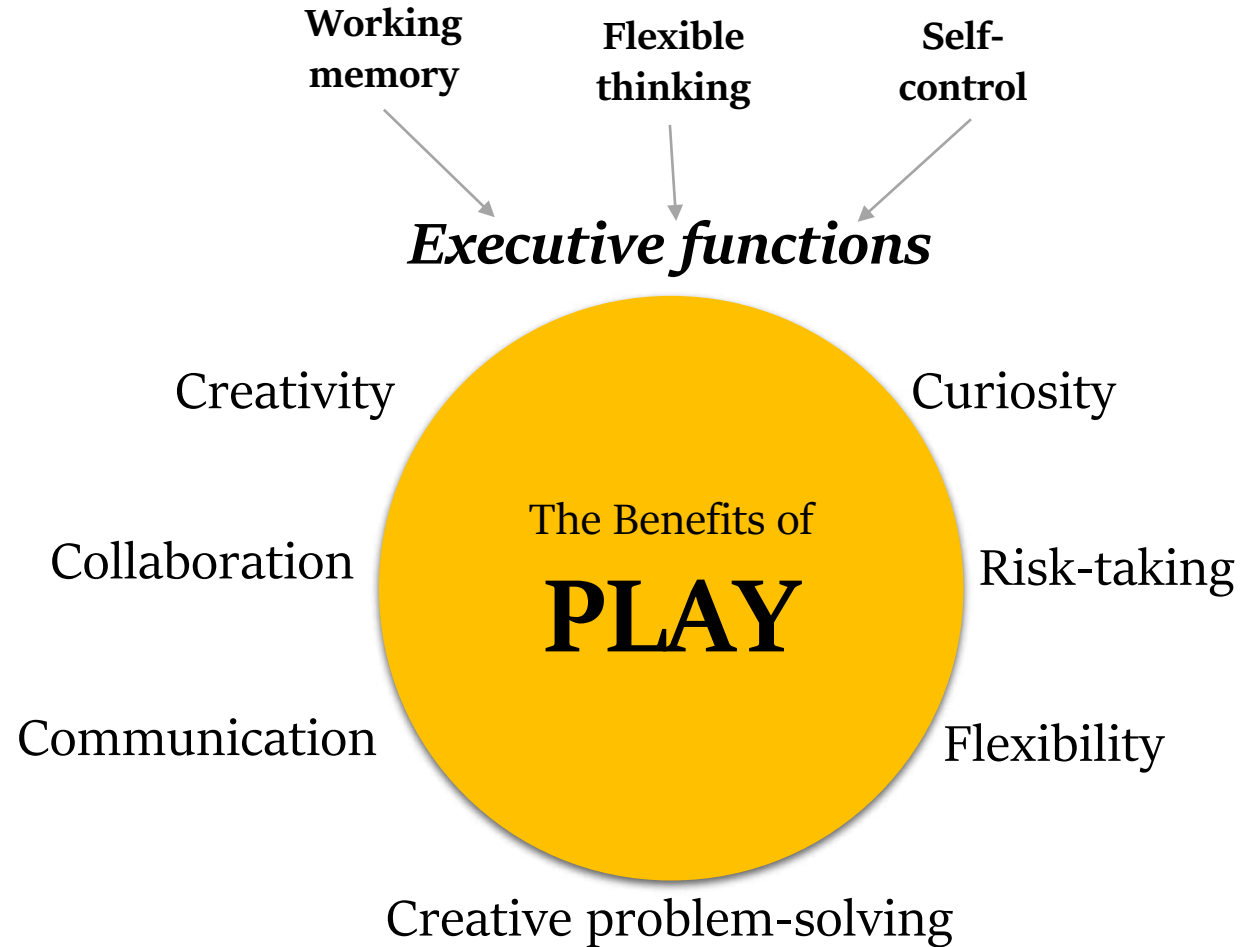 Working
memory
Flexible
thinking
Self-
control
Executive functions
Creativity
Curiosity
The Benefits of
PLAY
Collaboration
Risk-taking
Communication
Flexibility
Creative problem-solving